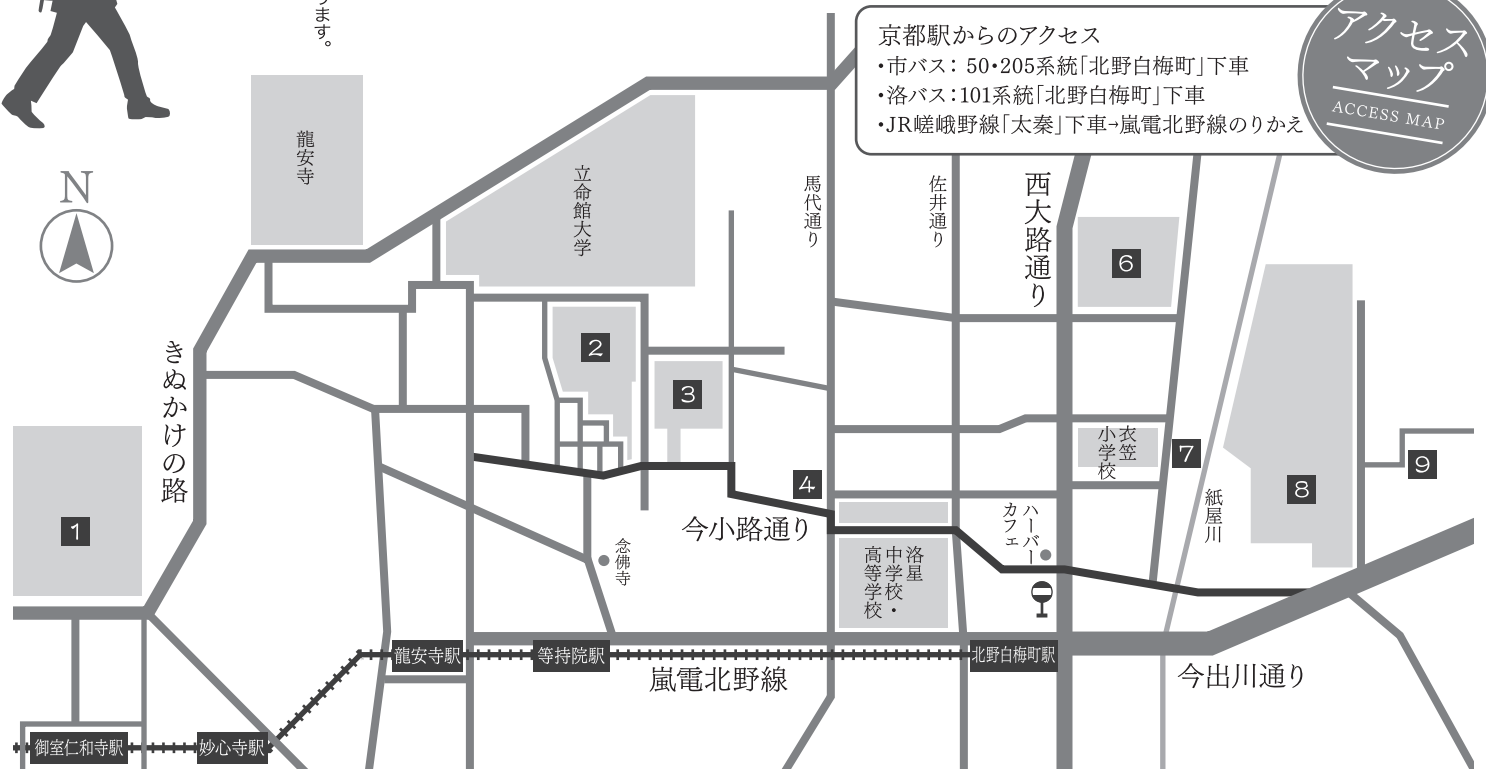 ります。
京都駅からのアクセス
・市バス：50・205系統「北野白梅町」下車
・洛バス：101系統「北野白梅町」下車
・JR嵯峨野線「太秦」下車→嵐電北野線のりかえ
アクセス
マップ
ACCESS MAP
N
龍安寺
立命館大学
馬代通り
佐井通り
西大路通り
6
2
3
きぬかけの路
衣笠
小学校
7
9
4
8
1
紙屋川
今小路通り
ハーバー
カフェ
念佛寺
洛星
中学校・
高等学校
龍安寺駅
等持院駅
北野白梅町駅
嵐電北野線
今出川通り
御室仁和寺駅
妙心寺駅